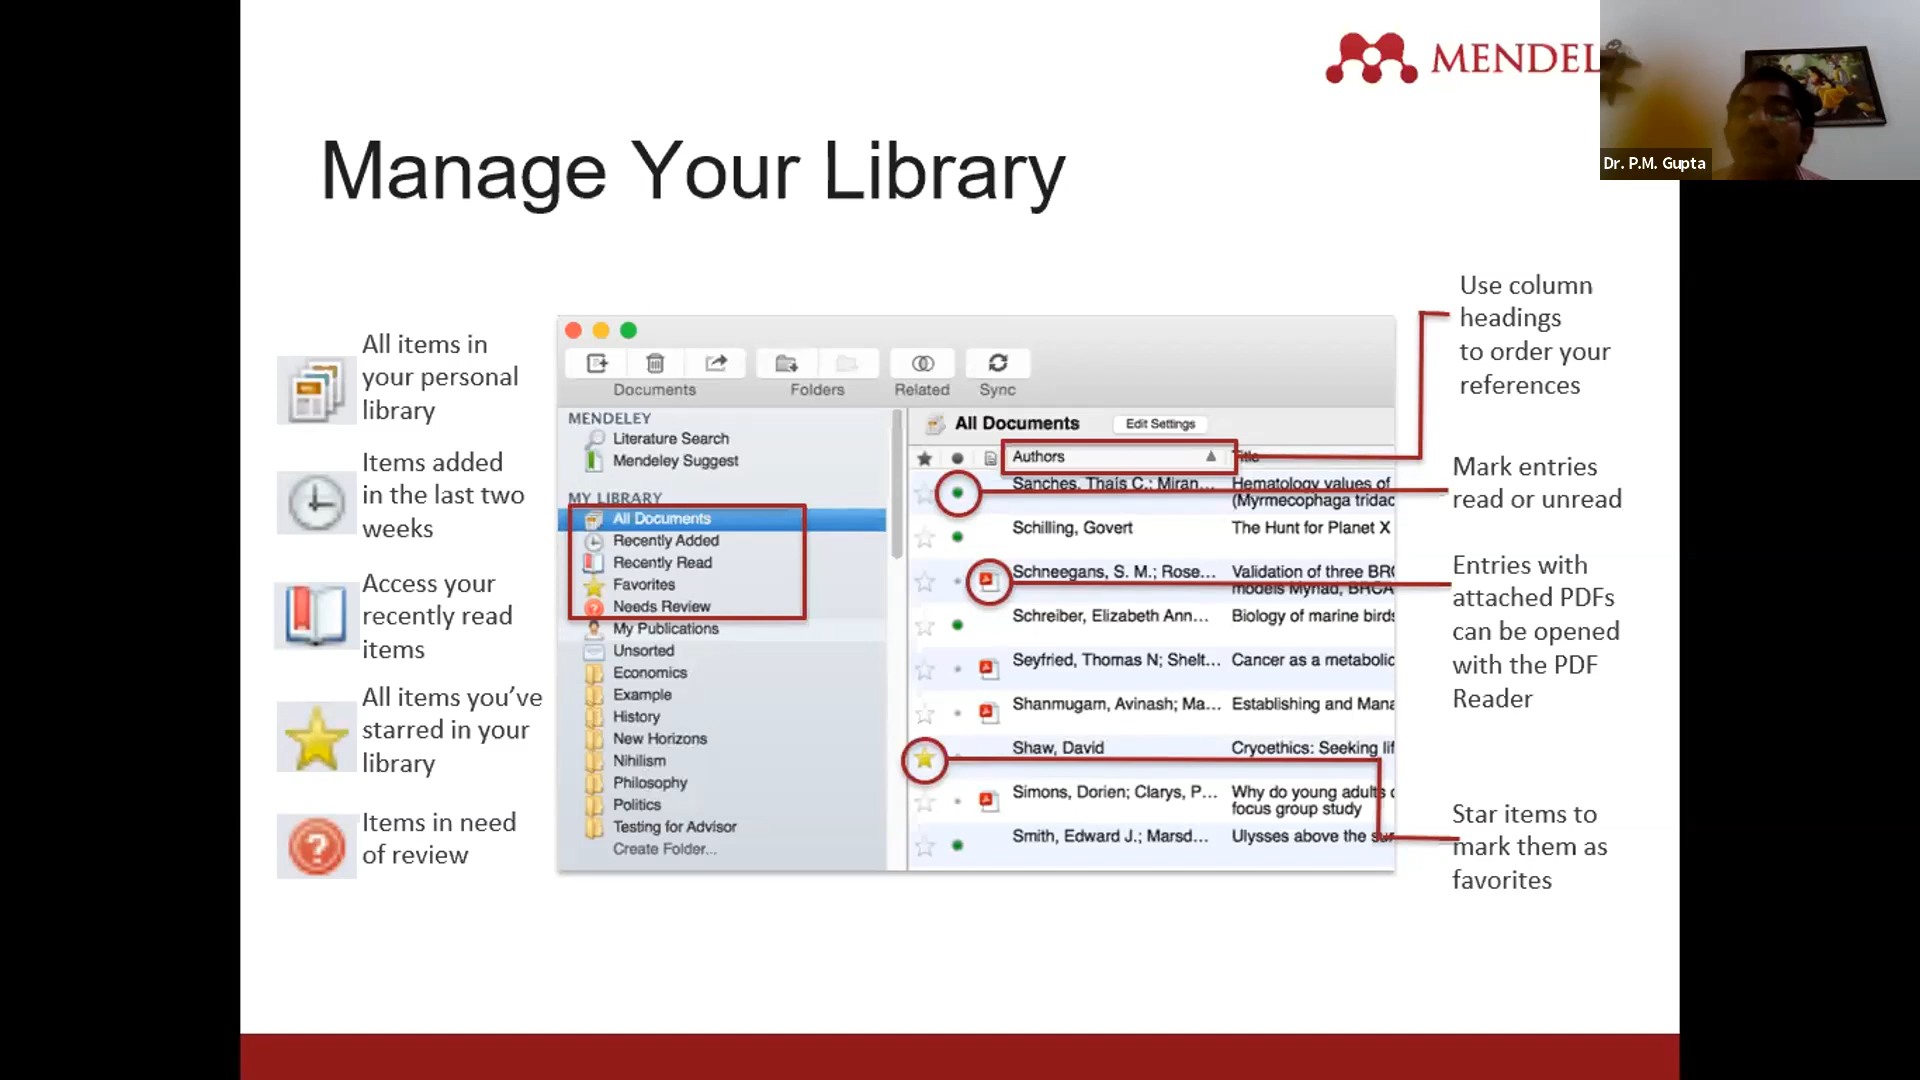 MENDEL
Dr. P.M. Gupta
Manage Your Library
All items in
your personal
library
Items added
in the last two
weeks
Access your
recently read
items
All items you’ve
starred in your
library
Items in need
of review
Documents
Folders
Related
Sync
MENDELEY
Literature Search
Mendeley Suggest
MY LIBRARY
All Documents
Recently Added
Recently Read
Favorites
Needs Review
My Publications
Unsorted
Economics
Example
History
New Horizons
Nihilism
Philosophy
Politics
Testing for Advisor
Create Folder...
All Documents
Edit Settings
Authors Title
Sanches, Thaís C.; Miran... Hematology values of
(Myrmecophaga tridac
Schilling, Govert The Hunt for Planet X
Schneegans, S. M.; Rose... Validation of three BRC
models Myriad, BRCA
Schreiber, Elizabeth Ann... Biology of marine birds
Seyfried, Thomas N; Shelt... Cancer as a metabolic
Shanmugam, Avinash; Ma... Establishing and Mana
Shaw, David Cryoethics: Seeking lif
Simons, Dorien; Clarys, P... Why do young adults c
focus group study
Smith, Edward J.; Marsd... Ulysses above the sur
Use column
headings
to order your
references
Mark entries
read or unread
Entries with
attached PDFs
can be opened
with the PDF
Reader
Star items to
mark them as
favorites